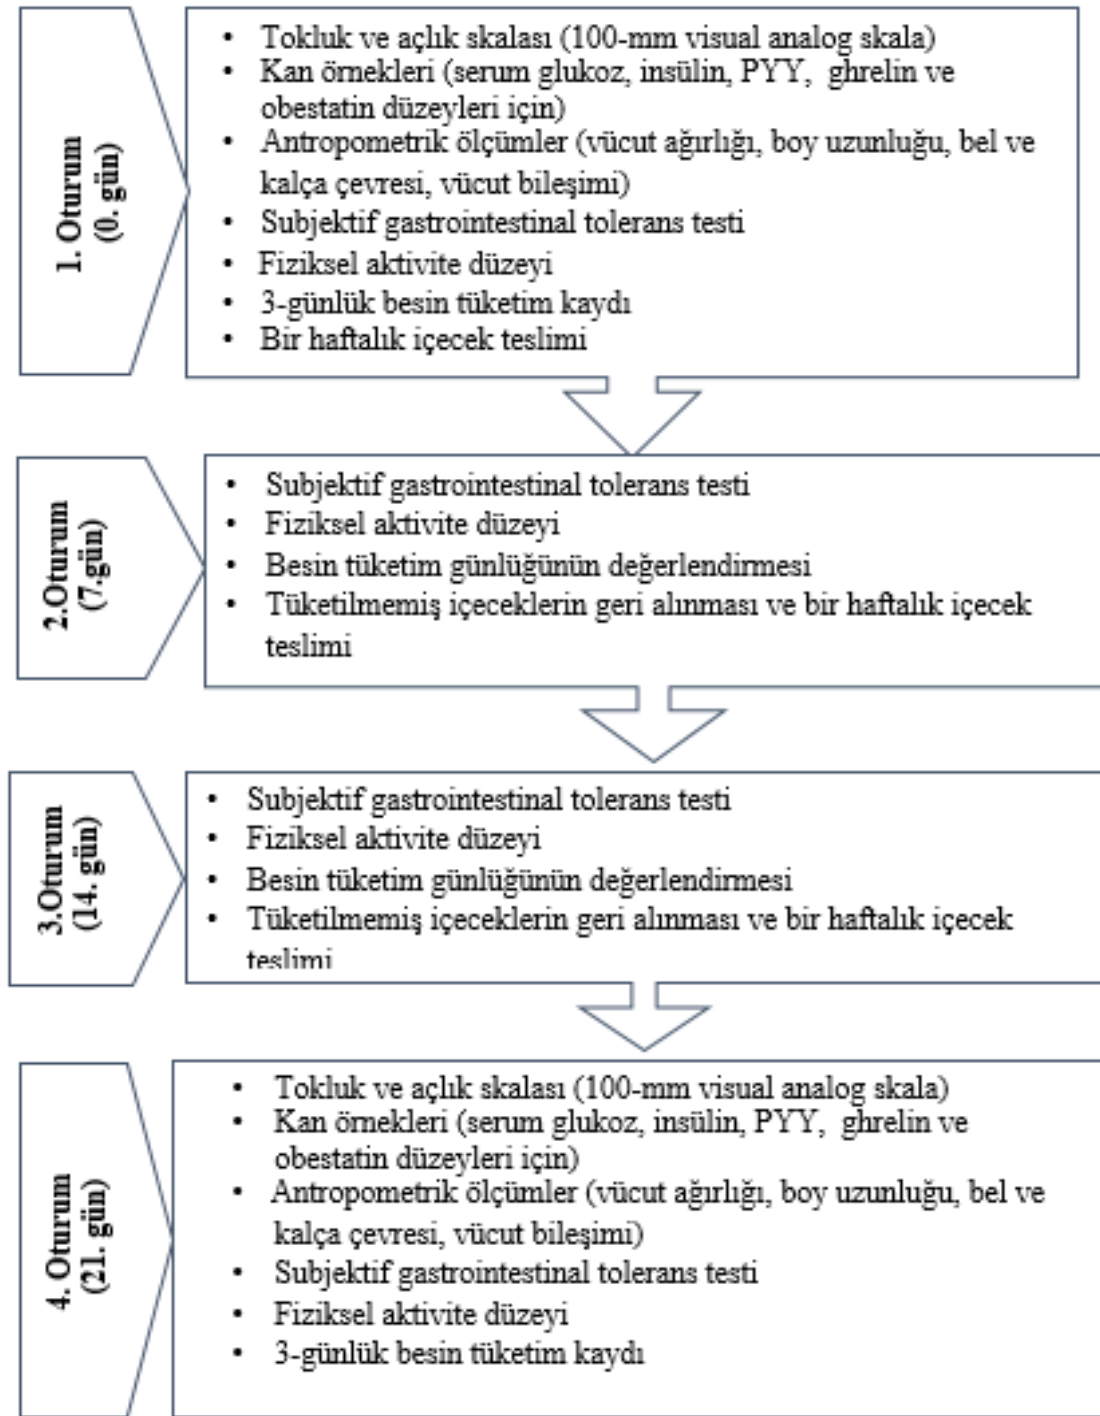 1. Oturum
(0. gün)
• Tokluk ve açlık skalası (100-mm visual analog skala)
• Kan örnekleri (serum glukoz, insülin, PYY, ghrelin ve
obestatin düzeyleri için)
• Antropometrik ölçümler (vücut ağırlığı, boy uzunluğu, bel ve
kalça çevresi, vücut bileşimi)
• Subjektif gastrointestinal tolerans testi
• Fiziksel aktivite düzeyi
• 3-günlük besin tüketim kaydı
• Bir haftalık içecek teslimi
2.Oturum
(7.gün)
• Subjektif gastrointestinal tolerans testi
• Fiziksel aktivite düzeyi
• Besin tüketim günlüğünün değerlendirmesi
• Tüketilmemiş içeceklerin geri alınması ve bir haftalık içecek
teslimi
3.Oturum
(14. gün)
• Subjektif gastrointestinal tolerans testi
• Fiziksel aktivite düzeyi
• Besin tüketim günlüğünün değerlendirmesi
• Tüketilmemiş içeceklerin geri alınması ve bir haftalık içecek
teslimi
4. Oturum
(21. gün)
• Tokluk ve açlık skalası (100-mm visual analog skala)
• Kan örnekleri (serum glukoz, insülin, PYY, ghrelin ve
obestatin düzeyleri için)
• Antropometrik ölçümler (vücut ağırlığı, boy uzunluğu, bel ve
kalça çevresi, vücut bileşimi)
• Subjektif gastrointestinal tolerans testi
• Fiziksel aktivite düzeyi
• 3-günlük besin tüketim kaydı